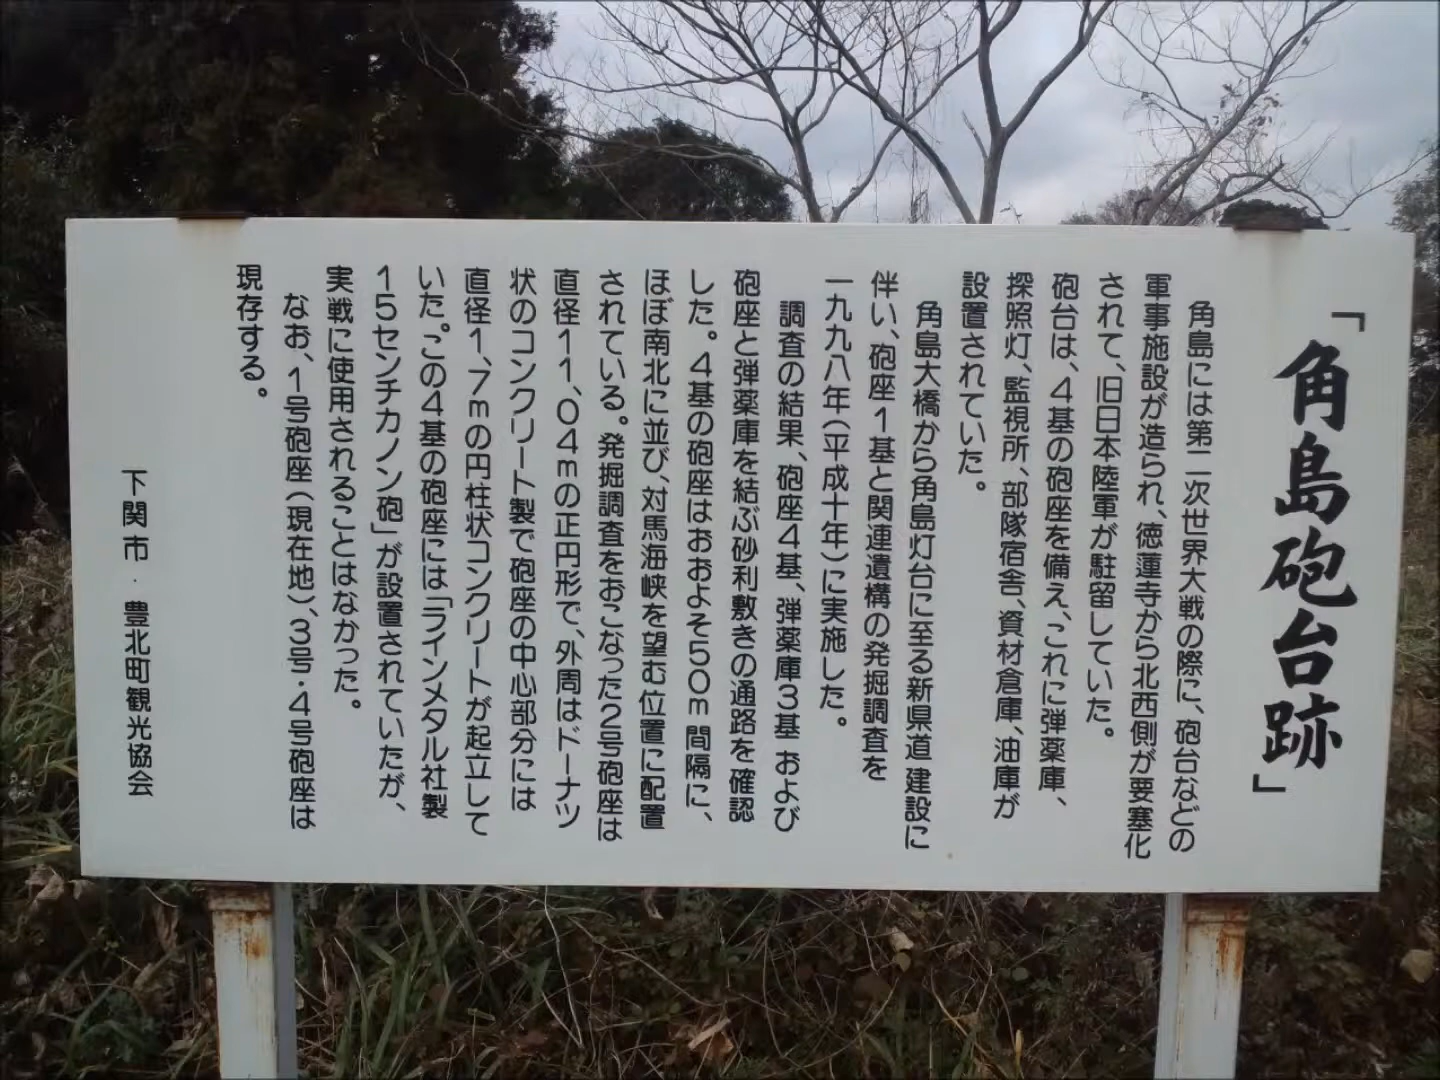 「角島砲台跡」
角島には第二次世界大戦の際に、砲台などの
軍事施設が造られ、徳蓮寺から北西側が要塞化
されて、旧日本陸軍が駐留していた。
砲台は、4基の砲座を備え、これに弾薬庫、
探照灯、監視所、部隊宿舎、資材倉庫、油庫が
設置されていた。
角島大橋から角島灯台に至る新県道建設に
伴い、砲座1基と関連遺構の発掘調査を
一九九八年(平成十年)に実施した。
調査の結果、砲座4基、弾薬庫3基および
砲座と弾薬庫を結ぶ砂利敷きの通路を確認
した。4基の砲座はおおよそ50m間隔に、
ほぼ南北に並び、対馬海峡を望む位置に配置
されている。発掘調査をおこなった2号砲座は
直径11、04mの正円形で、外周はドーナツ
状のコンクリート製で砲座の中心部分には
直径1、7mの円柱状コンクリートが起立して
いた。この4基の砲座には「ラインメタル社製
15センチカノン砲」が設置されていたが、
実戦に使用されることはなかった。
なお、1号砲座(現在地)、3号・4号砲座は
現存する。
下関市・豊北町観光協会